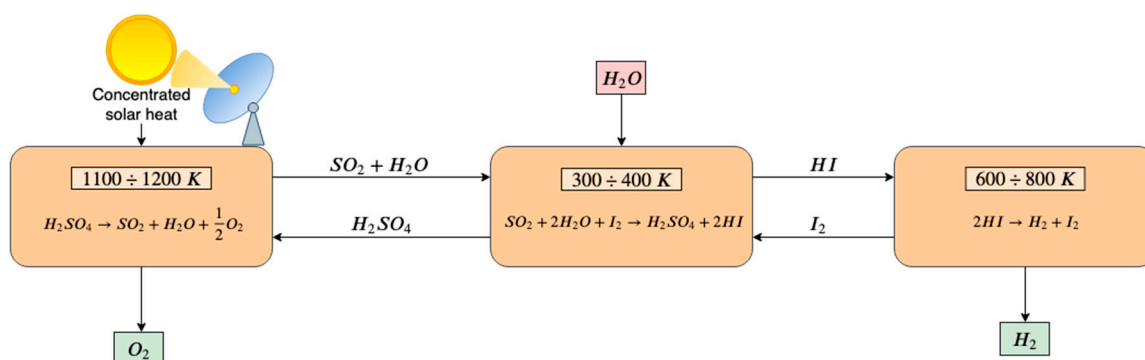 Concentrated
solar heat
H₂O
1100 ÷ 1200 K
H₂SO₄ → SO₂ + H₂O + 1/2 O₂
SO₂ + H₂O
H₂SO₄
300 ÷ 400 K
SO₂ + 2H₂O + I₂ → H₂SO₄ + 2HI
HI
I₂
600 ÷ 800 K
2HI → H₂ + I₂
O₂
H₂